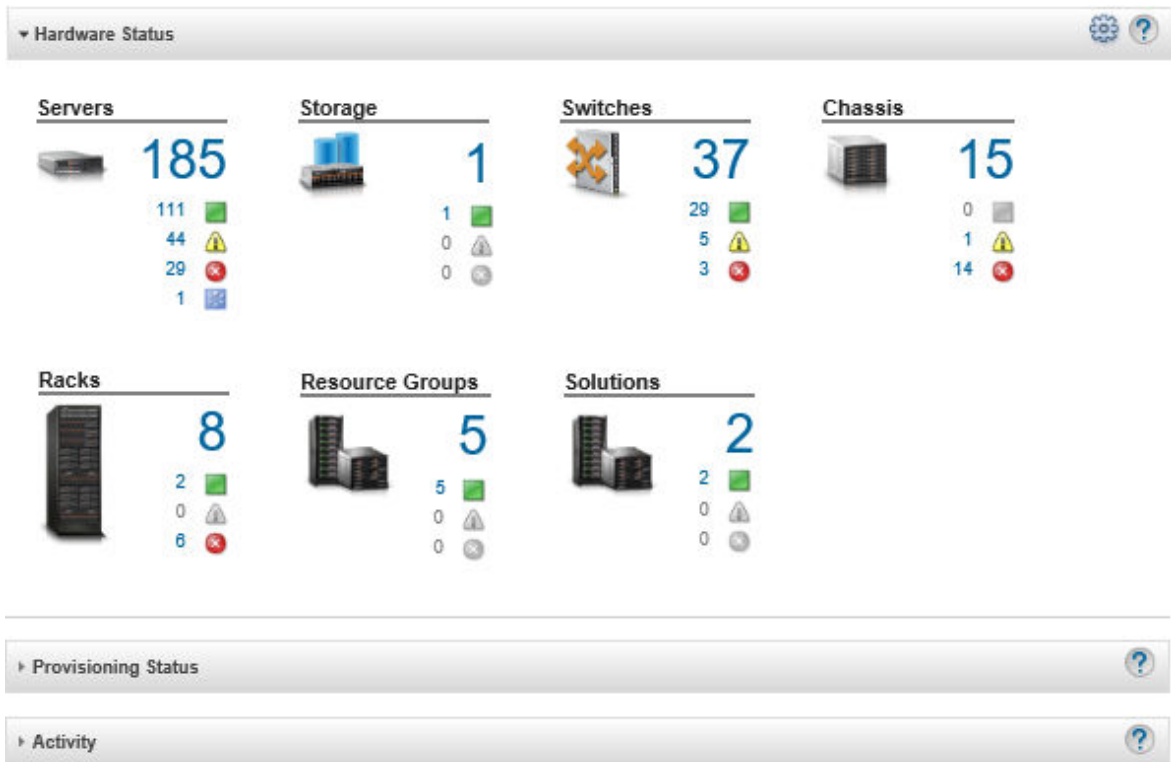 Hardware Status
Servers Storage Switches Chassis
185 1 37 15
111 1 29 0
44 0 5 1
29 0 3 14
1
Racks Resource Groups Solutions
8 5 2
2 5 2
0 0 0
6 0 0
Provisioning Status
Activity